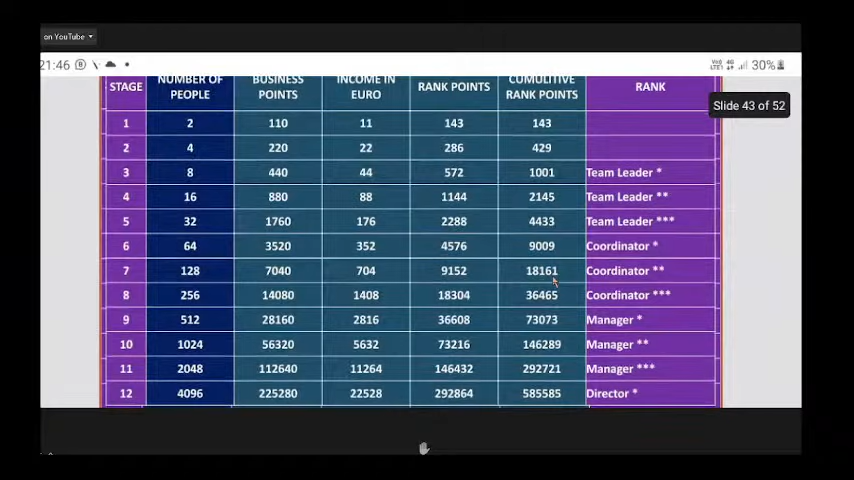 on YouTube
21:46 30%
Slide 43 of 52
STAGE NUMBER OF PEOPLE BUSINESS POINTS INCOME IN EURO RANK POINTS CUMULITIVE RANK POINTS RANK
1 2 110 11 143 143
2 4 220 22 286 429
3 8 440 44 572 1001 Team Leader *
4 16 880 88 1144 2145 Team Leader **
5 32 1760 176 2288 4433 Team Leader ***
6 64 3520 352 4576 9009 Coordinator *
7 128 7040 704 9152 18161 Coordinator **
8 256 14080 1408 18304 36465 Coordinator ***
9 512 28160 2816 36608 73073 Manager *
10 1024 56320 5632 73216 146289 Manager **
11 2048 112640 11264 146432 292721 Manager ***
12 4096 225280 22528 292864 585585 Director *